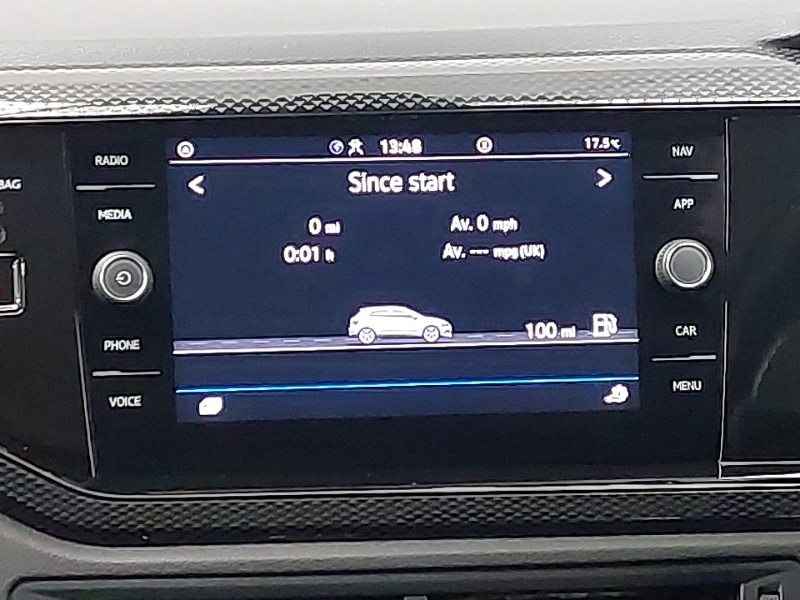 BAG
RADIO
MEDIA
PHONE
VOICE
13:48
17.5°C
Since start
0 mi
Av. 0 mph
0:01 h
Av. --- mpg (UK)
100 mi
NAV
APP
CAR
MENU